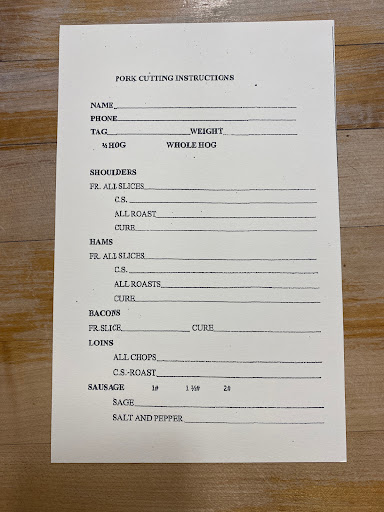 PORK CUTTING INSTRUCTIONS
NAME
PHONE
TAG WEIGHT
½ HOG WHOLE HOG
SHOULDERS
FR. ALL SLICES
C.S.
ALL ROAST
CURE
HAMS
FR. ALL SLICES
C.S.
ALL ROASTS
CURE
BACONS
FR.SLICE CURE
LOINS
ALL CHOPS
C.S.-ROAST
SAUSAGE 1# 1 ½# 2#
SAGE
SALT AND PEPPER